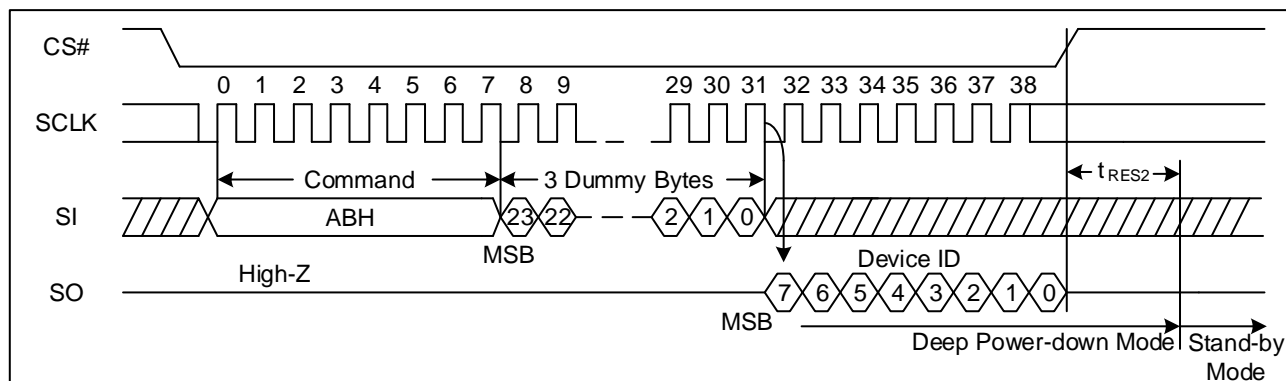 CS#
0 1 2 3 4 5 6 7 8 9 29 30 31 32 33 34 35 36 37 38
SCLK
Command 3 Dummy Bytes tRES2
SI ABH 23 22 2 1 0
MSB
High-Z Device ID
SO 7 6 5 4 3 2 1 0
MSB
Deep Power-down Mode Stand-by
Mode